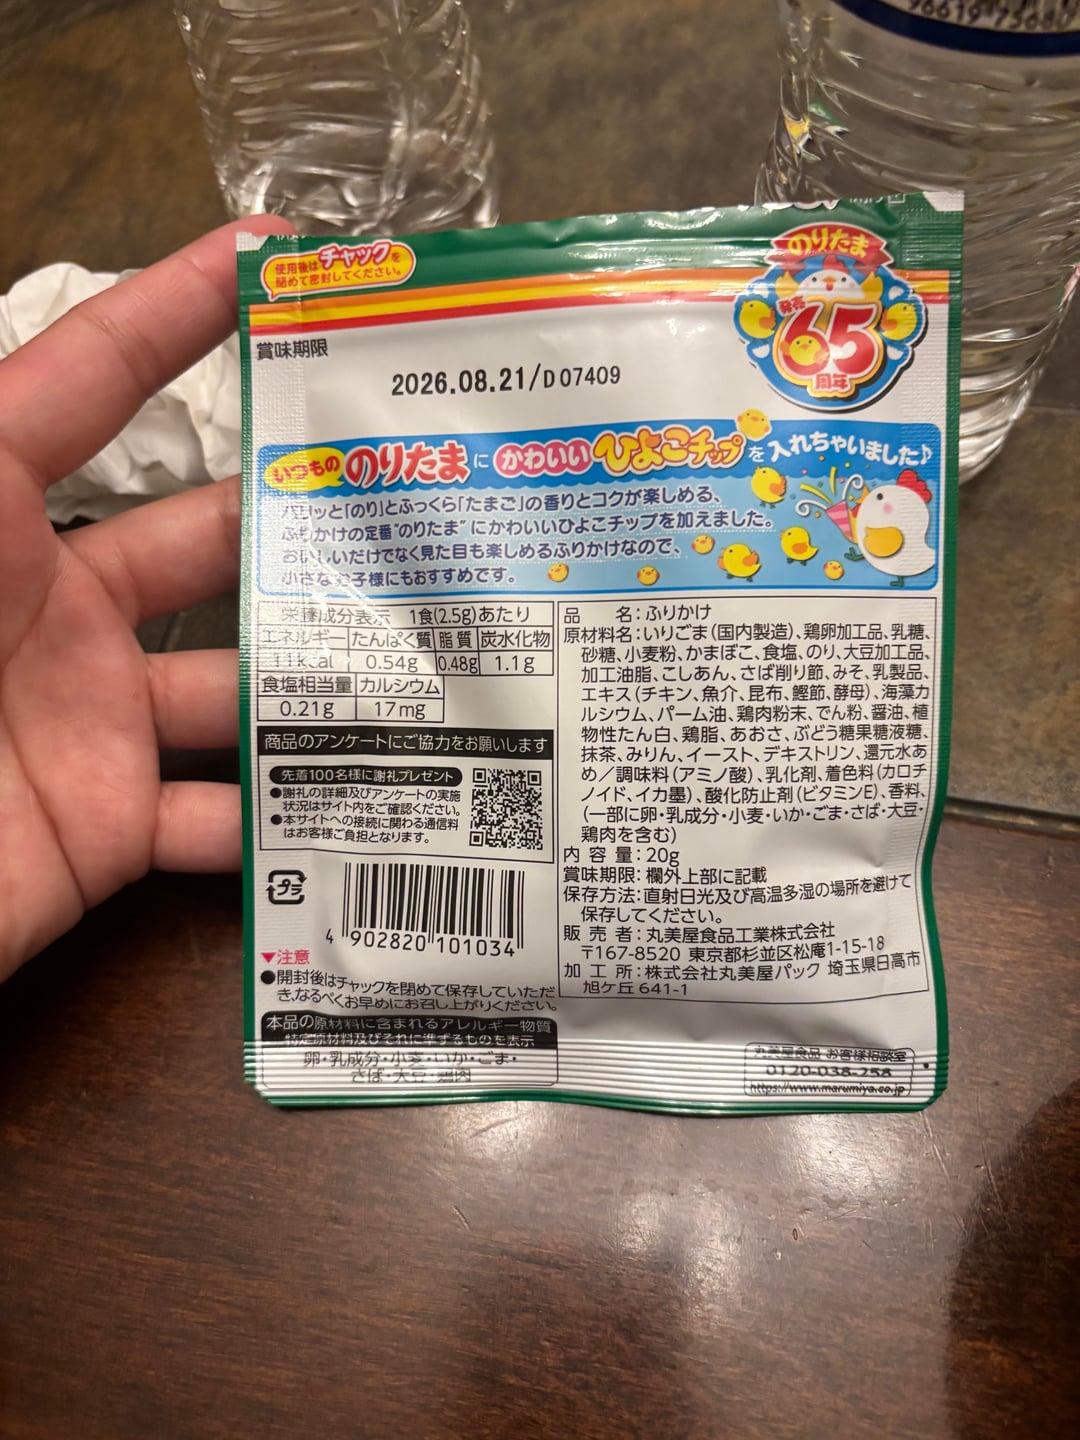 使用後はチャックを
閉めて密封してください。
のりたま
発売
65
周年
賞味期限
2026.08.21/D07409
いつもの のりたま に かわいい ひよこチップ を 入れちゃいました♪
パリッと「のり」とふっくら「たまご」の香りとコクが楽しめる、
ふりかけの定番"のりたま"にかわいいひよこチップを加えました。
おいしいだけでなく見た目も楽しめるふりかけなので、
小さなお子様にもおすすめです。
栄養成分表示 1食(2.5g)あたり
エネルギー たんぱく質 脂質 炭水化物
11kcal 0.54g 0.48g 1.1g
食塩相当量 カルシウム
0.21g 17mg
商品のアンケートにご協力をお願いします
先着100名様に謝礼プレゼント
●謝礼の詳細及びアンケートの実施
状況はサイト内をご確認ください。
●本サイトへの接続に関わる通信料
はお客様ご負担となります。
プラ
4 902820 101034
▼注意
●開封後はチャックを閉めて保存していただ
き、なるべくお早めにお召し上がりください。
本品の原材料に含まれるアレルギー物質
特定原材料及びそれに準ずるものを表示
卵・乳成分・小麦・いか・ごま・
さば・大豆・鶏肉
品 名:ふりかけ
原材料名:いりごま(国内製造)、鶏卵加工品、乳糖、
砂糖、小麦粉、かまぼこ、食塩、のり、大豆加工品、
加工油脂、こしあん、さば削り節、みそ、乳製品、
エキス(チキン、魚介、昆布、鰹節、酵母)、海藻カ
ルシウム、パーム油、鶏肉粉末、でん粉、醤油、植
物性たん白、鶏脂、あおさ、ぶどう糖果糖液糖、
抹茶、みりん、イースト、デキストリン、還元水あ
め/調味料(アミノ酸)、乳化剤、着色料(カロチ
ノイド、イカ墨)、酸化防止剤(ビタミンE)、香料、
(一部に卵・乳成分・小麦・いか・ごま・さば・大豆・
鶏肉を含む)
内容量:20g
賞味期限:欄外上部に記載
保存方法:直射日光及び高温多湿の場所を避けて
保存してください。
販売者:丸美屋食品工業株式会社
〒167-8520 東京都杉並区松庵1-15-18
加工所:株式会社丸美屋パック 埼玉県日高市
旭ケ丘641-1
丸美屋食品 お客様相談室
0120-038-258
https://www.marumiya.co.jp